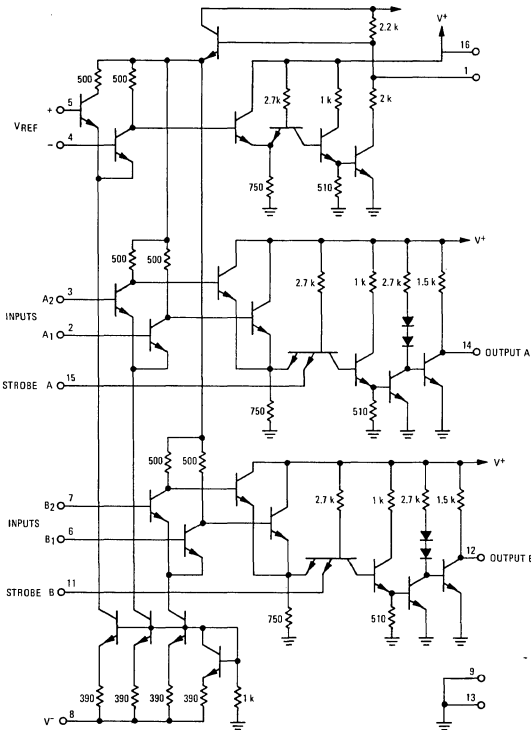 2.2 k
V+
16
1
500 500
+ 5
VREF
- 4
2.7k 1 k 2 k
750 510
V+
500 500
2.7 k 1 k 2.7 k 1.5 k
A2 3
INPUTS
A1 2
14 OUTPUT A
STROBE A 15
750 510
V+
500 500
2.7 k 1 k 2.7 k 1.5 k
B2 7
INPUTS
B1 6
12 OUTPUT B
STROBE B 11
750 510
390 390 390 390 1 k
V- 8
9
13